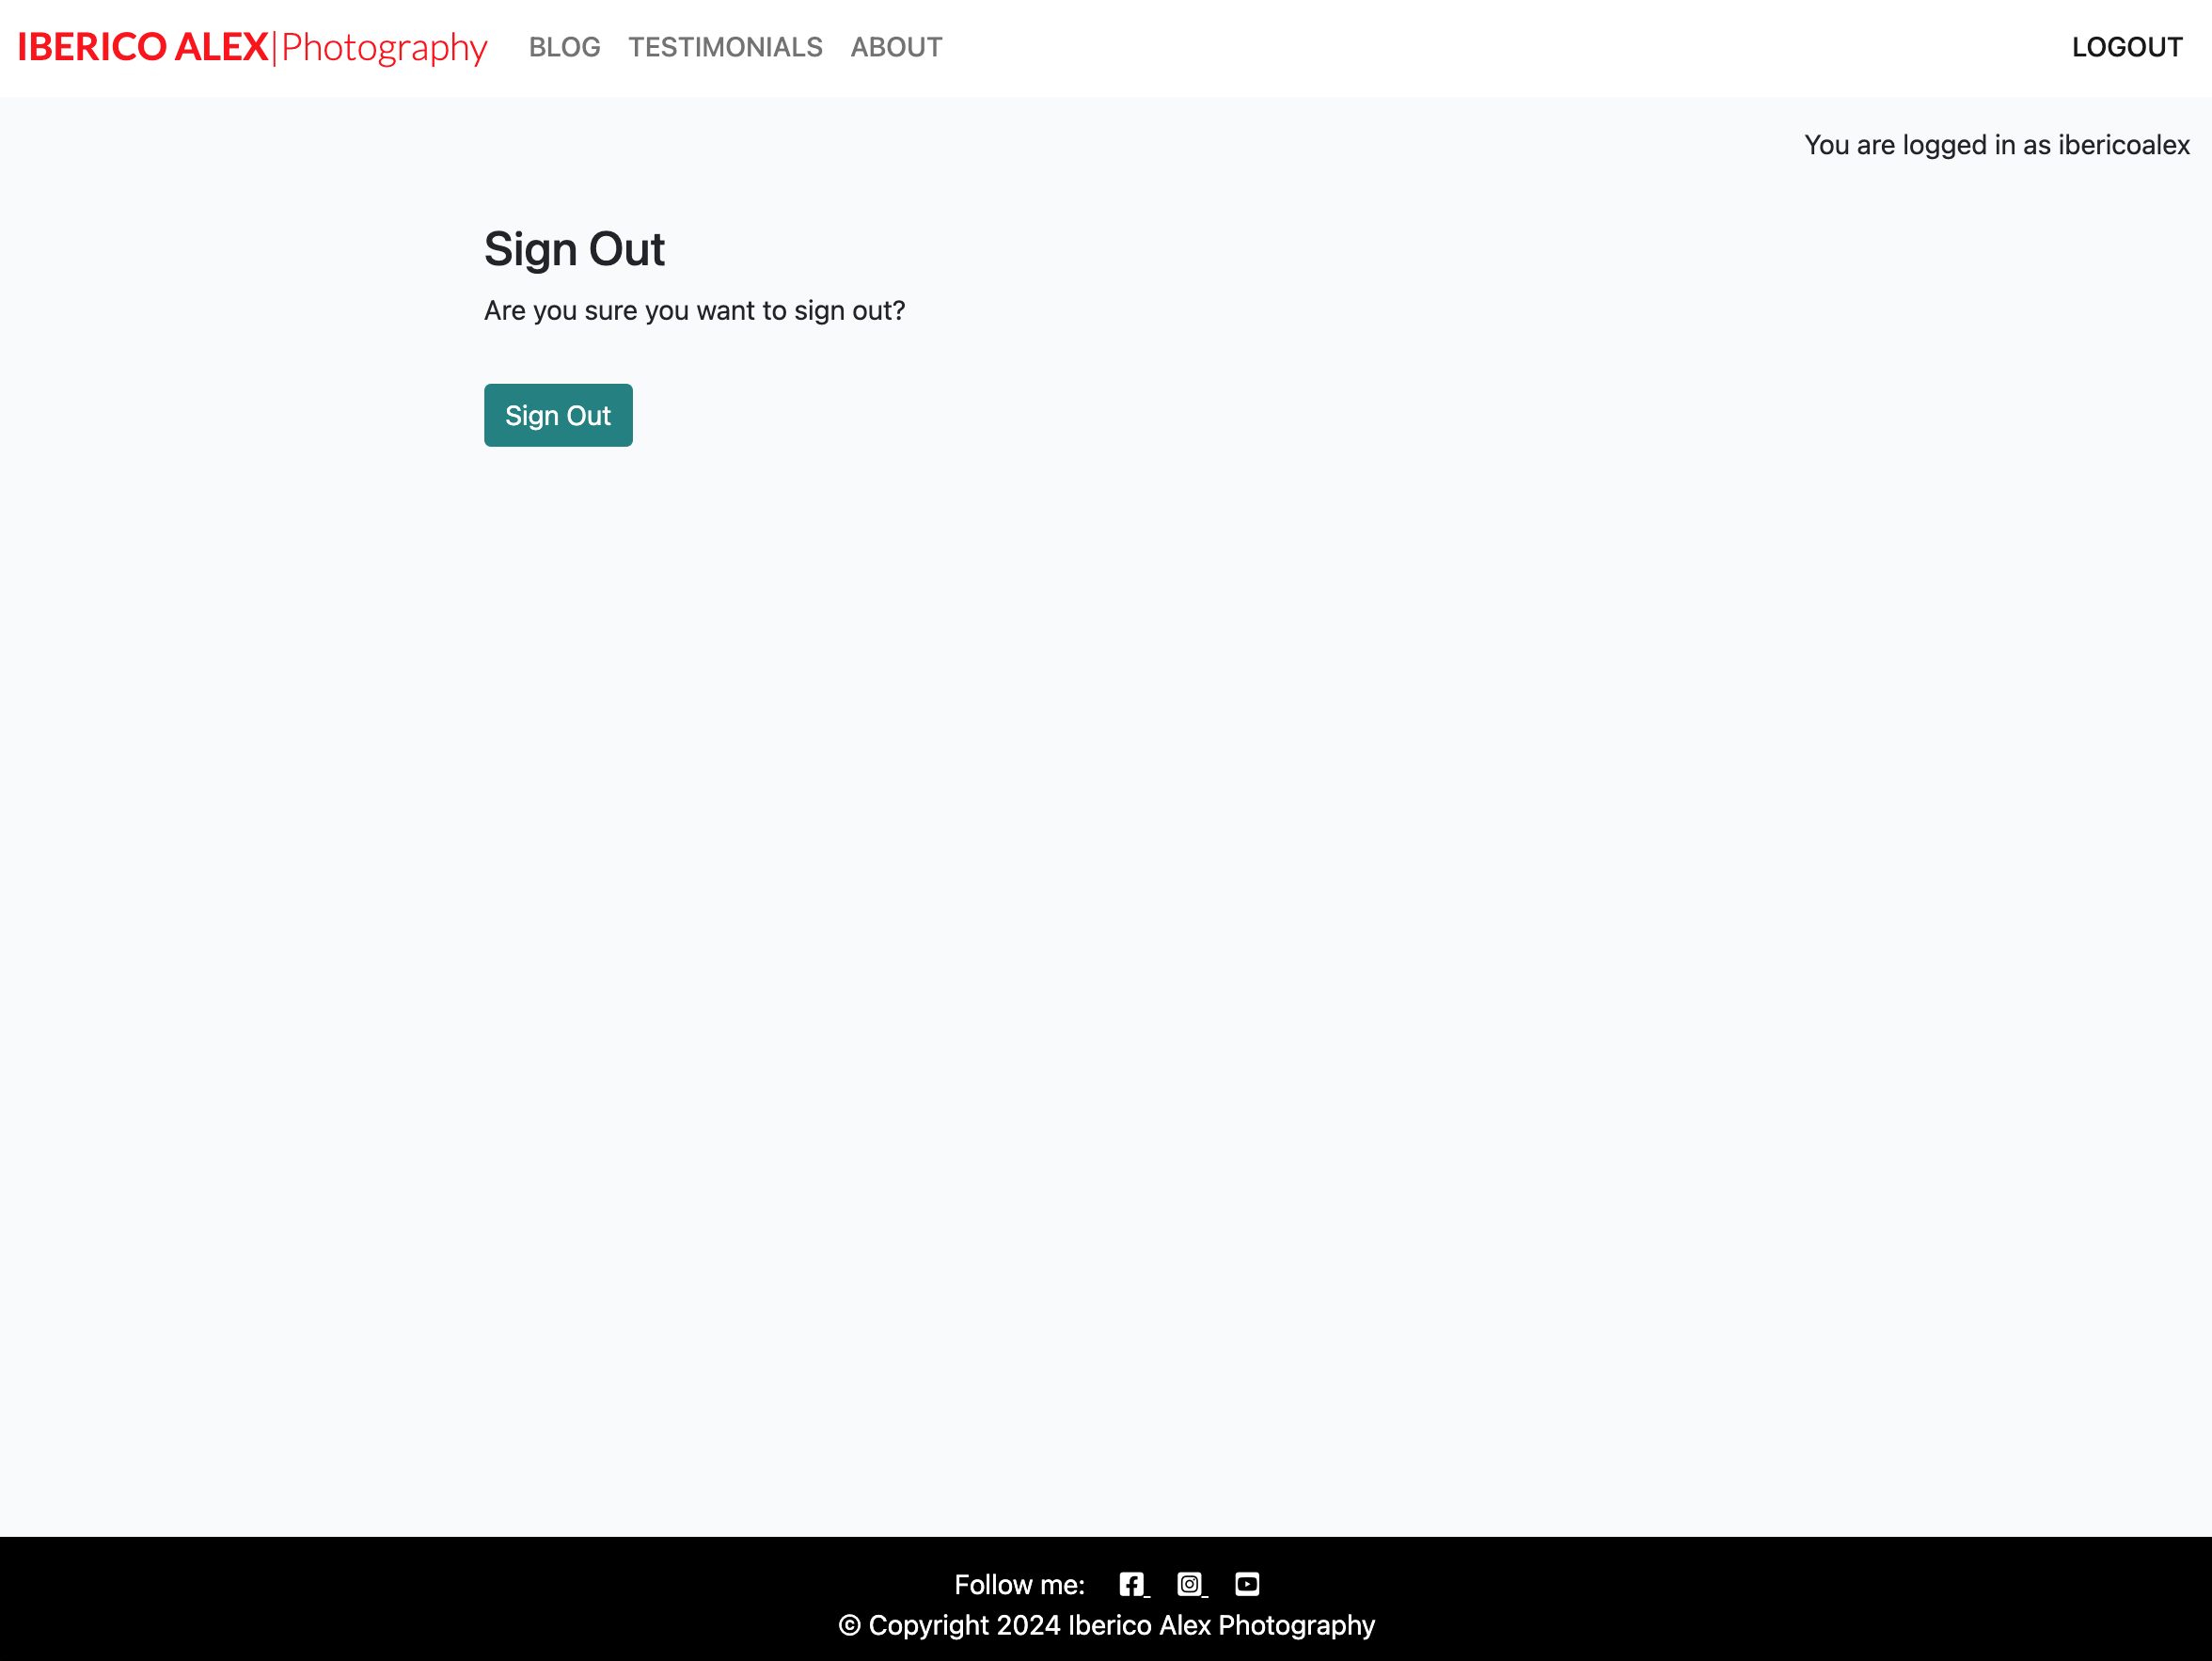 IBERICO ALEX|Photography BLOG TESTIMONIALS ABOUT LOGOUT
You are logged in as ibericoalex
Sign Out
Are you sure you want to sign out?
Sign Out
Follow me:
© Copyright 2024 Iberico Alex Photography